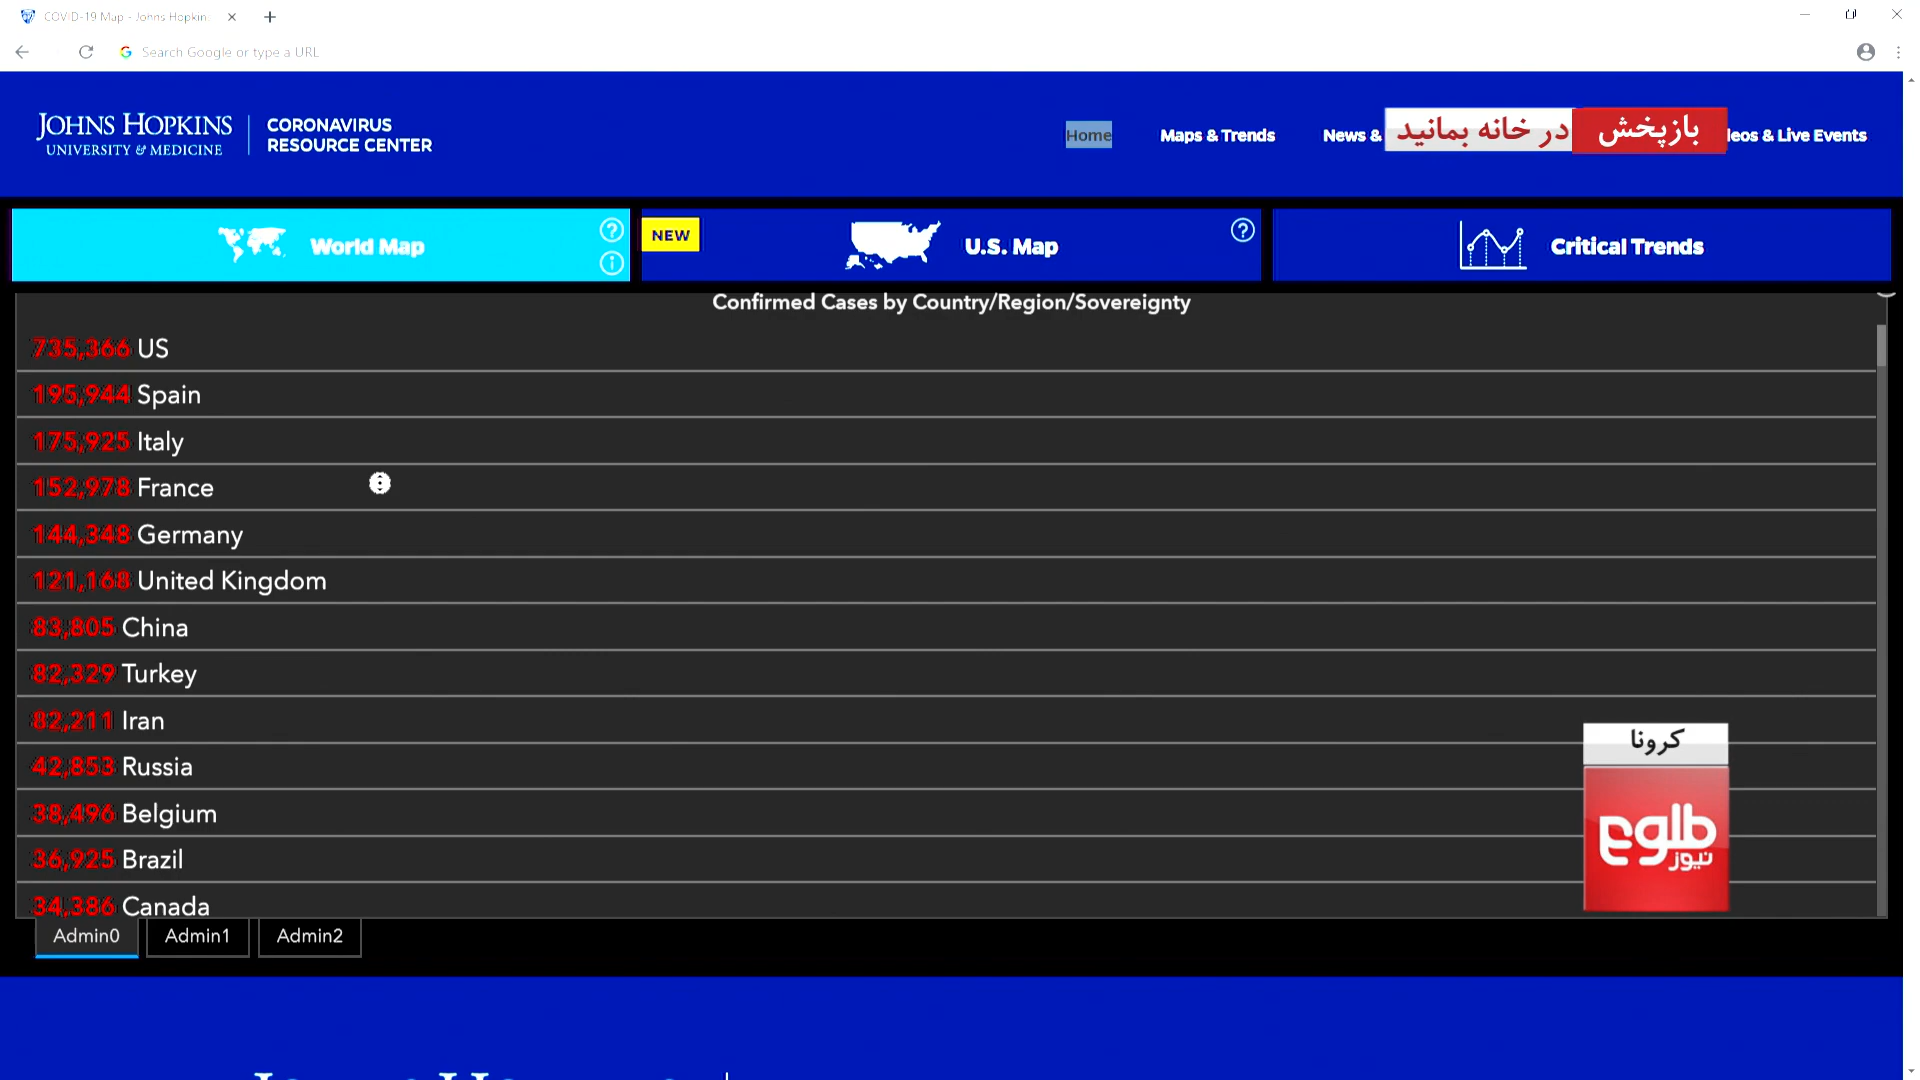 COVID-19 Map - Johns Hopkin
Search Google or type a URL
JOHNS HOPKINS
UNIVERSITY & MEDICINE
CORONAVIRUS
RESOURCE CENTER
Home
Maps & Trends
News &
در خانه بمانید
بازپخش
eos & Live Events
World Map
NEW
U.S. Map
Critical Trends
Confirmed Cases by Country/Region/Sovereignty
735,366 US
195,944 Spain
175,925 Italy
152,978 France
144,348 Germany
121,168 United Kingdom
83,805 China
82,329 Turkey
82,211 Iran
42,853 Russia
38,496 Belgium
36,925 Brazil
34,386 Canada
کرونا
طلوع
نیوز
Admin0
Admin1
Admin2